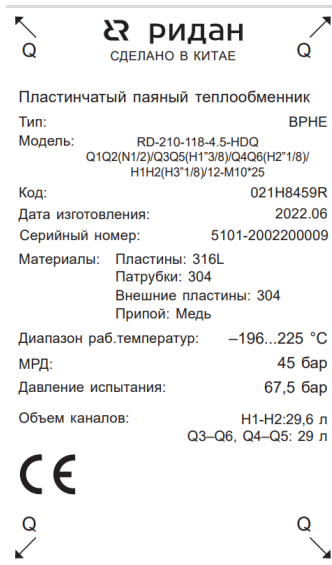 ридан
Q СДЕЛАНО В КИТАЕ Q
Пластинчатый паяный теплообменник
Тип: BPHE
Модель: RD-210-118-4.5-HDQ
Q1Q2(N1/2)/Q3Q5(H1"3/8)/Q4Q6(H2"1/8)/
H1H2(H3"1/8)/12-M10*25
Код: 021H8459R
Дата изготовления: 2022.06
Серийный номер: 5101-2002200009
Материалы: Пластины: 316L
Патрубки: 304
Внешние пластины: 304
Припой: Медь
Диапазон раб.температур: –196...225 °C
МРД: 45 бар
Давление испытания: 67,5 бар
Объем каналов: H1-H2:29,6 л
Q3–Q6, Q4–Q5: 29 л
CE
Q Q